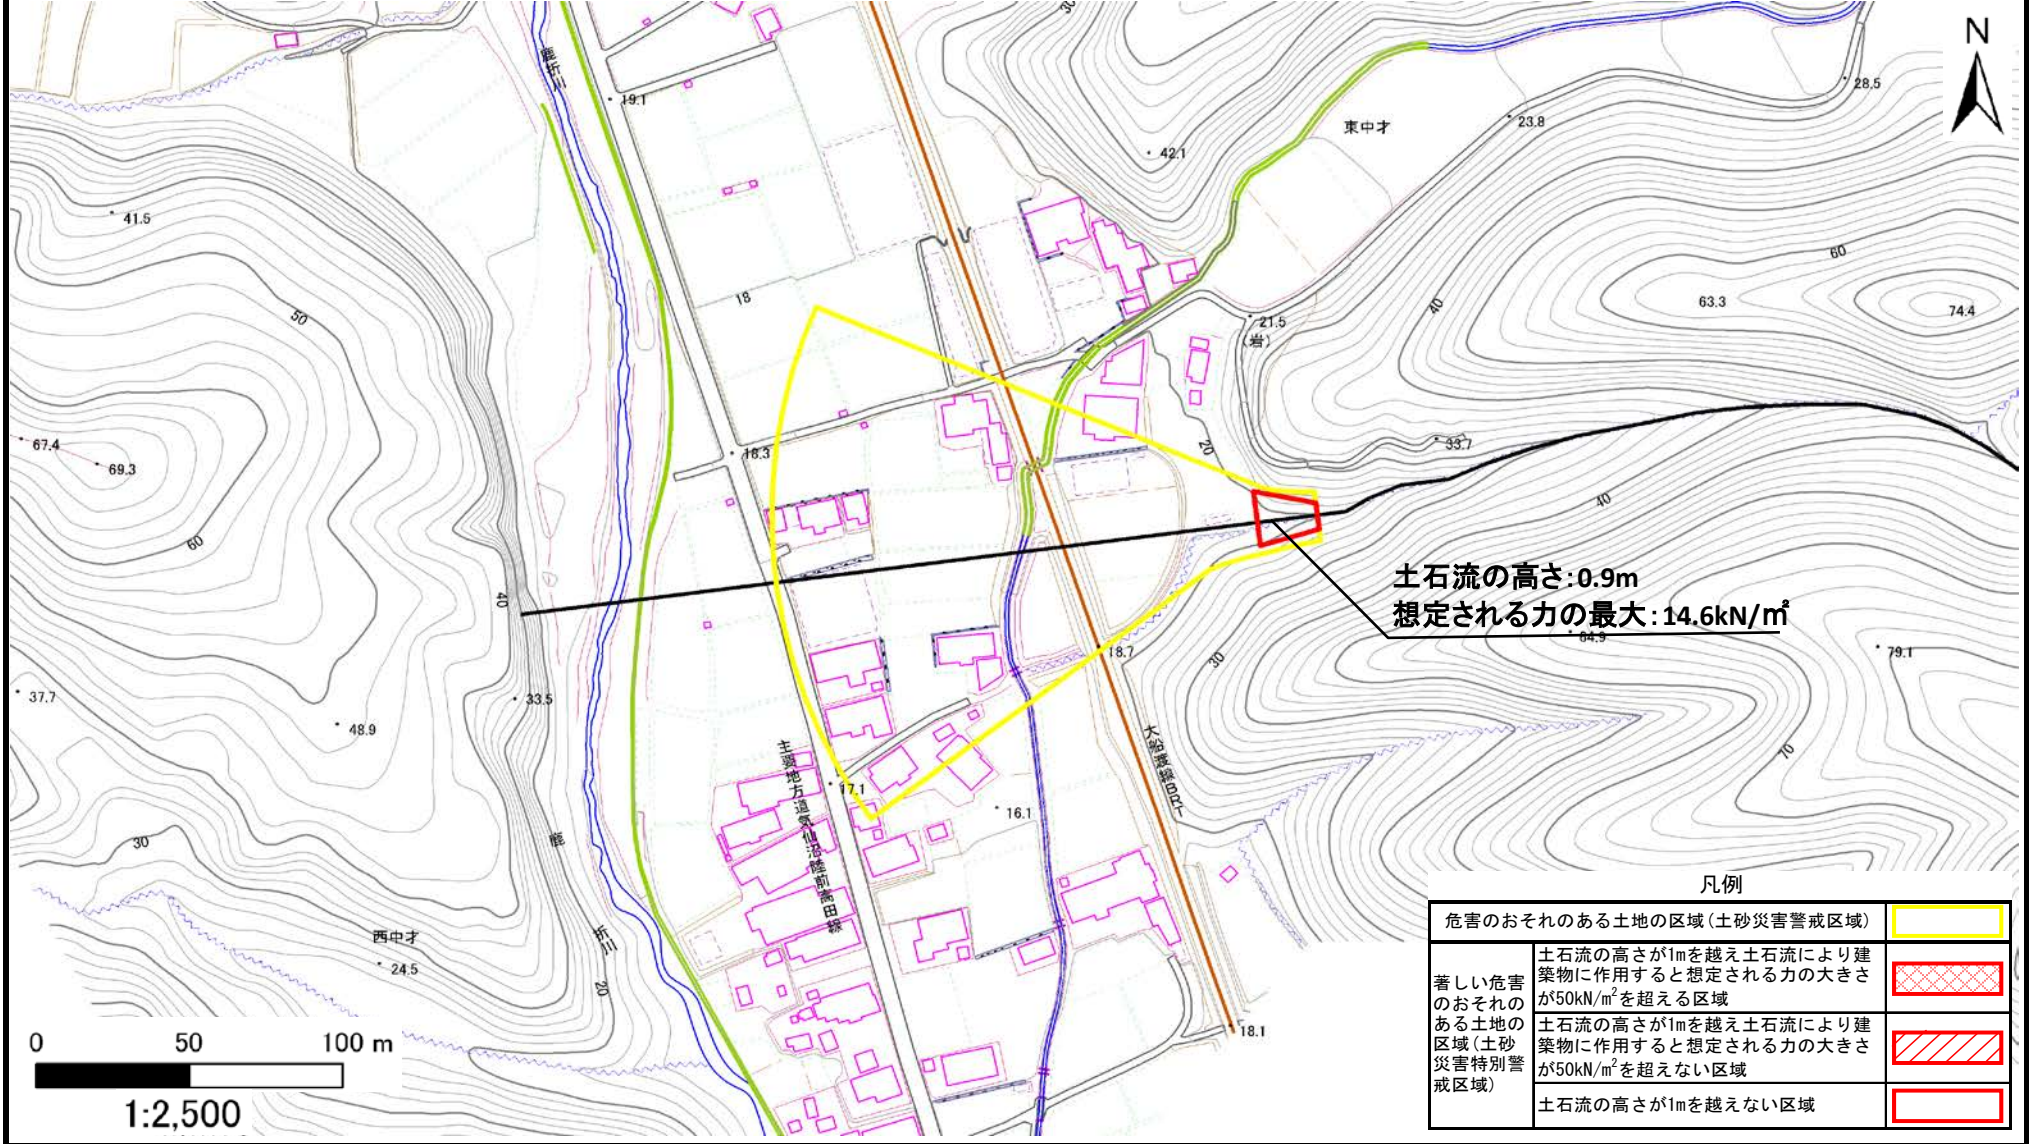 N
鹿折川
30
19.1
28.5
東中才
23.8
42.1
41.5
60
63.3
74.4
18
40
21.5
(岩)
50
67.4
69.3
18.3
20
33.7
40
60
土石流の高さ:0.9m
想定される力の最大:14.6kN/㎡
40
64.9
79.1
18.7
30
37.7
33.5
48.9
大船渡線BRT
主要地方道気仙沼陸前高田線
70
17.1
16.1
30
鹿
折川
西中才
24.5
20
18.1
0 50 100 m
1:2,500
凡例
危害のおそれのある土地の区域(土砂災害警戒区域)
著しい危害
のおそれの
ある土地の
区域(土砂
災害特別警
戒区域)
土石流の高さが1mを越え土石流により建
築物に作用すると想定される力の大きさ
が50kN/m²を超える区域
土石流の高さが1mを越え土石流により建
築物に作用すると想定される力の大きさ
が50kN/m²を超えない区域
土石流の高さが1mを越えない区域